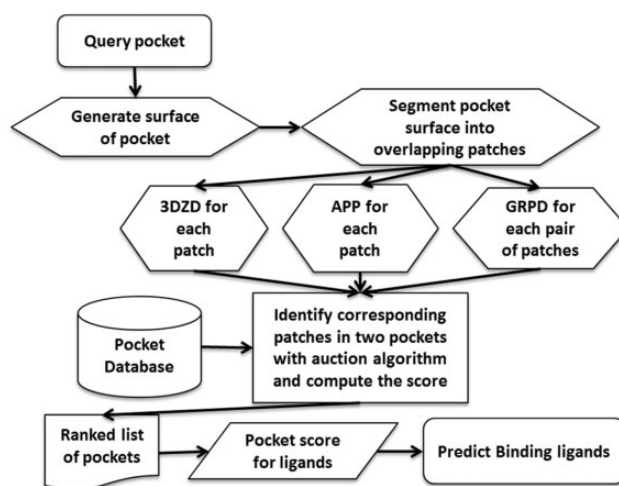 Query pocket
Generate surface
of pocket
Segment pocket
surface into
overlapping patches
3DZD for
each
patch
APP for
each
patch
GRPD for
each pair
of patches
Pocket
Database
Identify corresponding
patches in two pockets
with auction algorithm
and compute the score
Ranked list
of pockets
Pocket score
for ligands
Predict Binding ligands